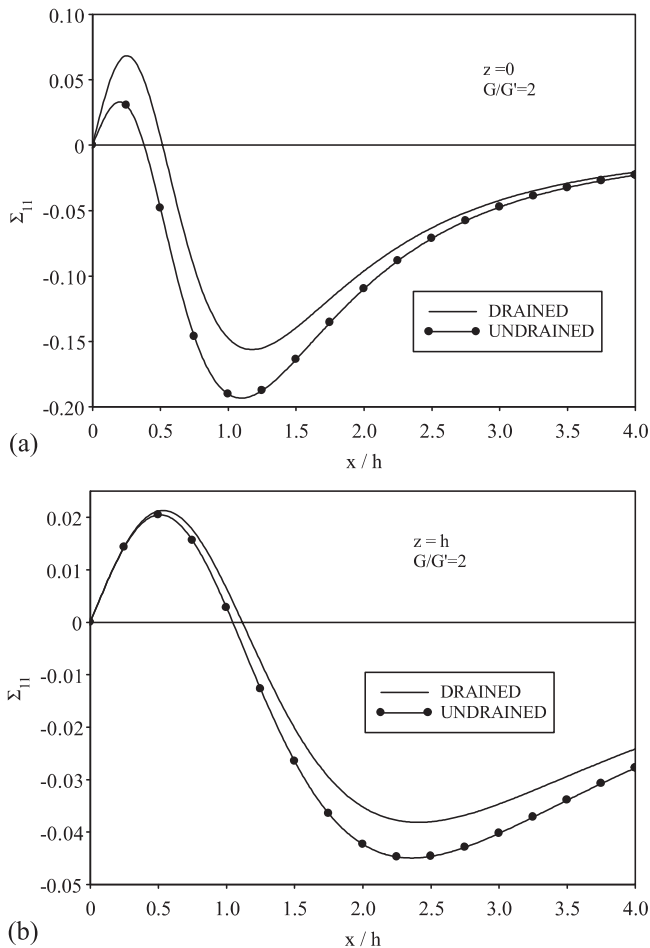 0.10
0.05
0
-0.05
-0.10
-0.15
-0.20
Σ11
z =0
G/G'=2
DRAINED
UNDRAINED
0 0.5 1.0 1.5 2.0 2.5 3.0 3.5 4.0
(a)
x / h
0.02
0.01
0
-0.01
-0.03
-0.03
-0.04
-0.05
Σ11
z = h
G/G'=2
DRAINED
UNDRAINED
0 0.5 1.0 1.5 2.0 2.5 3.0 3.5 4.0
(b)
x / h